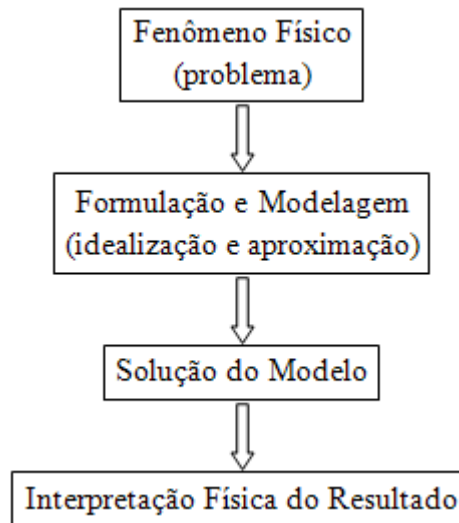 Fenômeno Físico
(problema)
Formulação e Modelagem
(idealização e aproximação)
Solução do Modelo
Interpretação Física do Resultado